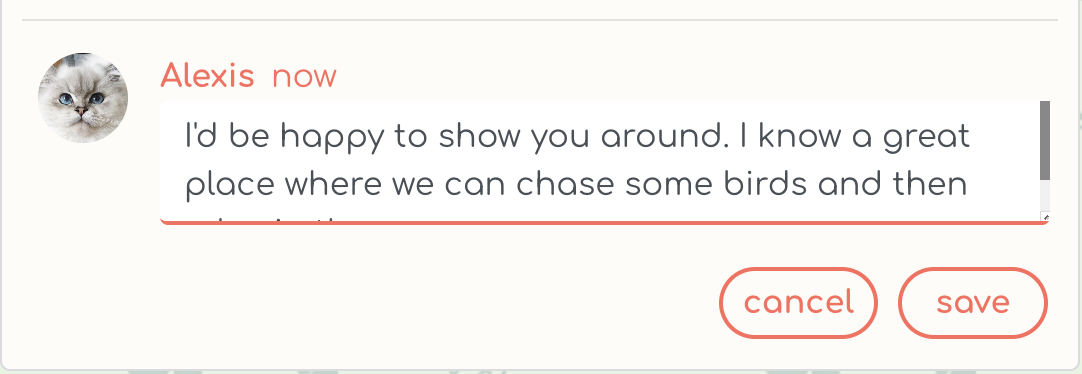 Alexis now
I'd be happy to show you around. I know a great
place where we can chase some birds and then
cancel save